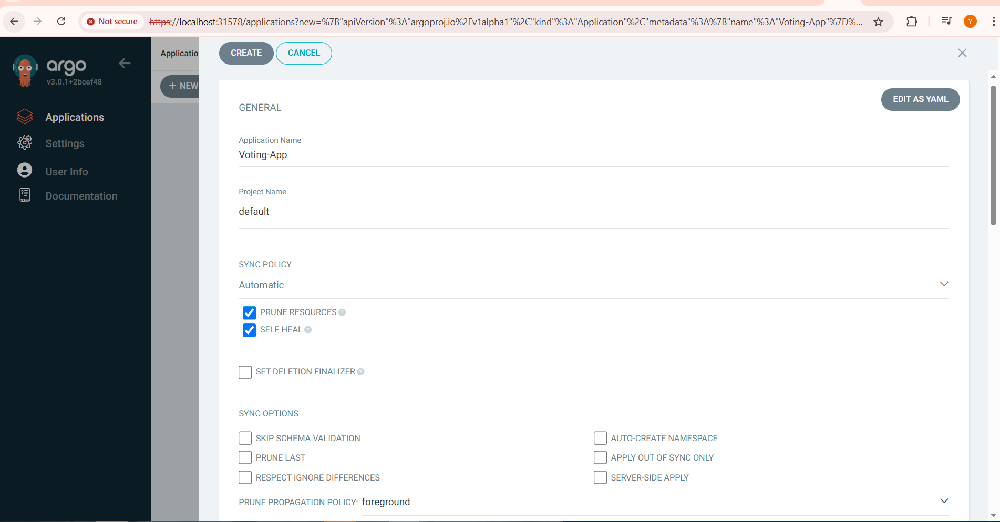 Not secure
https://localhost:31578/applications?new=%7B"apiVersion"%3A"argoproj.io%2Fv1alpha1"%2C"kind"%3A"Application"%2C"metadata"%3A%7B"name"%3A"Voting-App"%7D%...
Y
argo
v3.0.1+2bcef48
Applications
Settings
User Info
Documentation
Applicatio
+ NEW
CREATE
CANCEL
GENERAL
EDIT AS YAML
Application Name
Voting-App
Project Name
default
SYNC POLICY
Automatic
PRUNE RESOURCES ?
SELF HEAL ?
SET DELETION FINALIZER ?
SYNC OPTIONS
SKIP SCHEMA VALIDATION
AUTO-CREATE NAMESPACE
PRUNE LAST
APPLY OUT OF SYNC ONLY
RESPECT IGNORE DIFFERENCES
SERVER-SIDE APPLY
PRUNE PROPAGATION POLICY: foreground